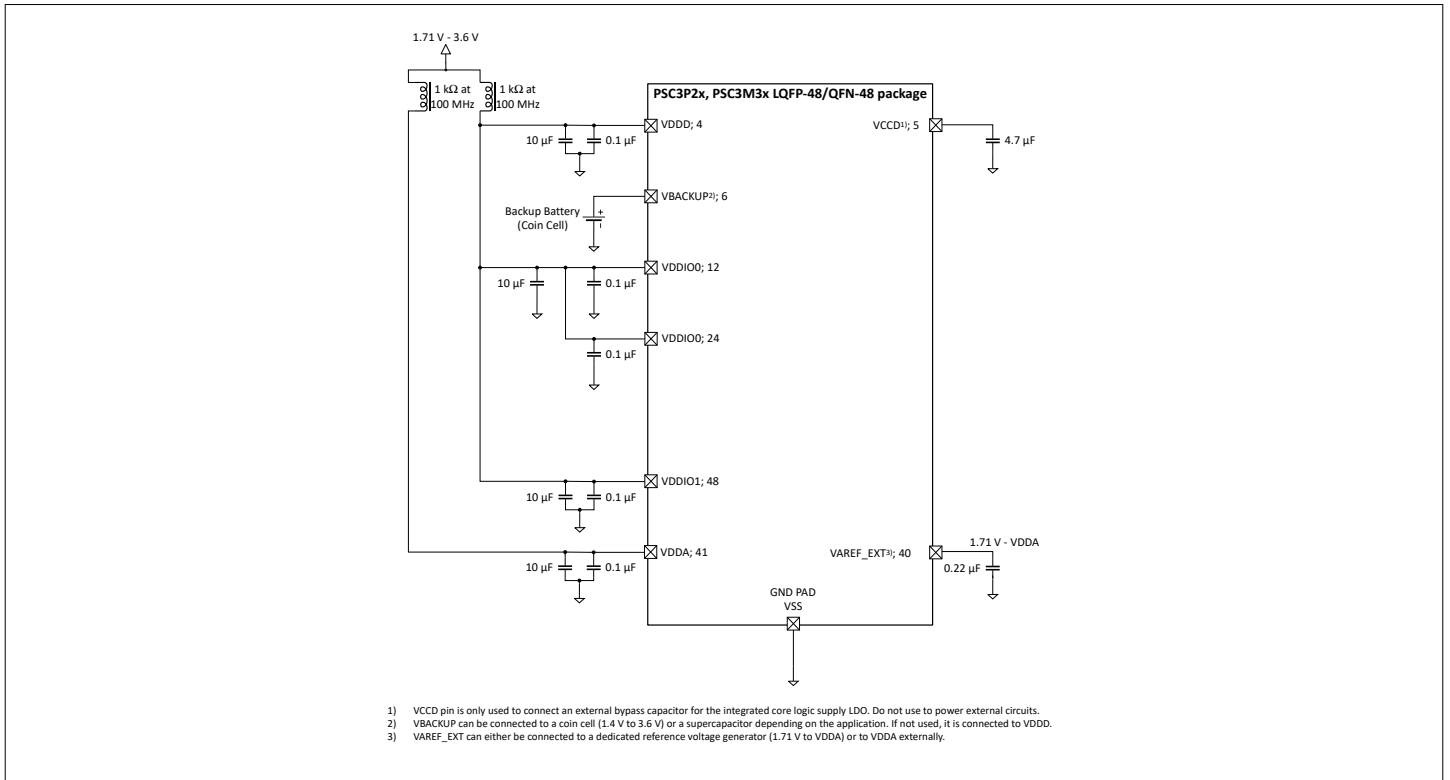 1.71 V - 3.6 V
1 kΩ at
100 MHz
1 kΩ at
100 MHz
PSC3P2x, PSC3M3x LQFP-48/QFN-48 package
VDDD; 4
10 µF
0.1 µF
VCCD1); 5
4.7 µF
VBACKUP2); 6
Backup Battery
(Coin Cell)
+
-
VDDIO0; 12
10 µF
0.1 µF
VDDIO0; 24
0.1 µF
VDDIO1; 48
10 µF
0.1 µF
VDDA; 41
10 µF
0.1 µF
VAREF_EXT3); 40
1.71 V - VDDA
0.22 µF
GND PAD
VSS
1) VCCD pin is only used to connect an external bypass capacitor for the integrated core logic supply LDO. Do not use to power external circuits.
2) VBACKUP can be connected to a coin cell (1.4 V to 3.6 V) or a supercapacitor depending on the application. If not used, it is connected to VDDD.
3) VAREF_EXT can either be connected to a dedicated reference voltage generator (1.71 V to VDDA) or to VDDA externally.